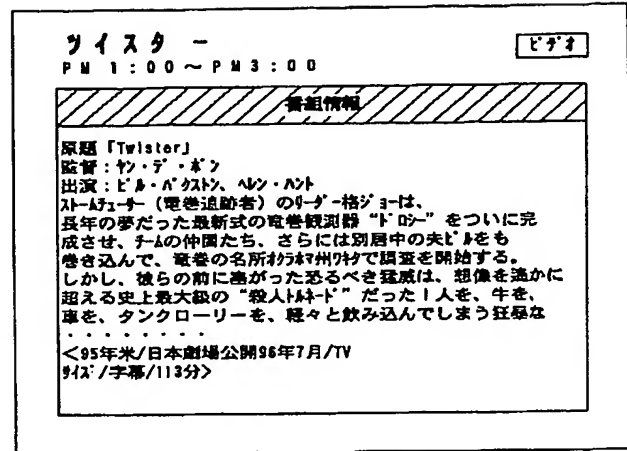 ツイスター
ビデオ
PM 1:00～PM3:00
番組情報
原題「Twister」
監督：ﾔﾝ・ﾃﾞ・ﾎﾞﾝ
出演：ﾋﾞﾙ・ﾊﾟｸｽﾄﾝ、ﾍﾚﾝ・ﾊﾝﾄ
ｽﾄｰﾑﾁｪｰｻｰ（竜巻追跡者）のﾘｰﾀﾞｰ格ｼﾞｮｰは、
長年の夢だった最新式の竜巻観測器“ﾄﾞﾛｼｰ”をついに完
成させ、ﾁｰﾑの仲間たち、さらには別居中の夫ﾋﾞﾙをも
巻き込んで、竜巻の名所ｵｸﾗﾎﾏ州ﾜｷﾀで調査を開始する。
しかし、彼らの前に塞がった恐るべき猛威は、想像を遥かに
超える史上最大級の“殺人ﾄﾙﾈｰﾄﾞ”だった！人を、牛を、
車を、タンクローリーを、軽々と飲み込んでしまう狂暴な
・・・・・・・・
＜95年米/日本劇場公開96年7月/TV
ｻｲｽﾞ/字幕/113分＞